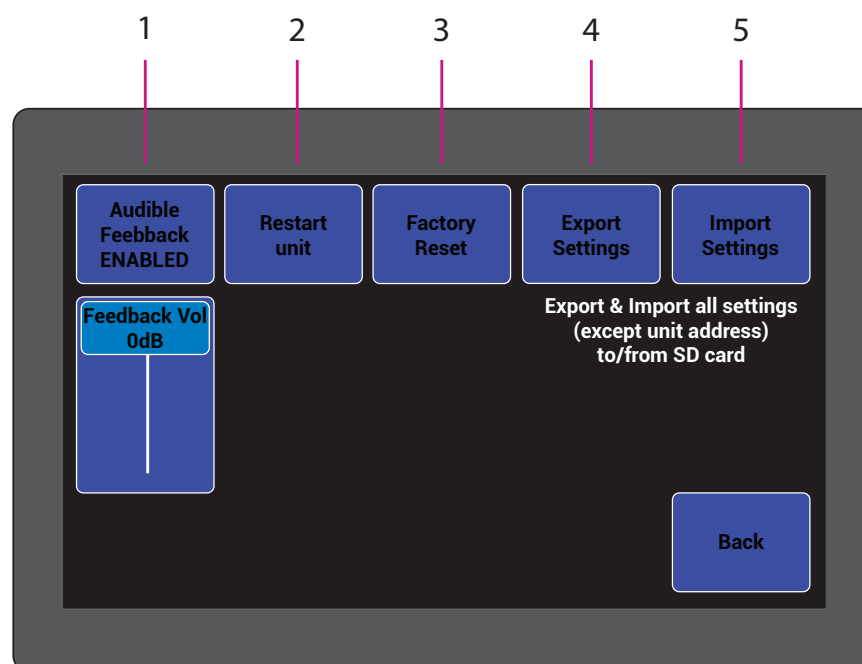 1
2
3
4
5
Audible
Feebback
ENABLED
Restart
unit
Factory
Reset
Export
Settings
Import
Settings
Feedback Vol
0dB
Export & Import all settings
(except unit address)
to/from SD card
Back